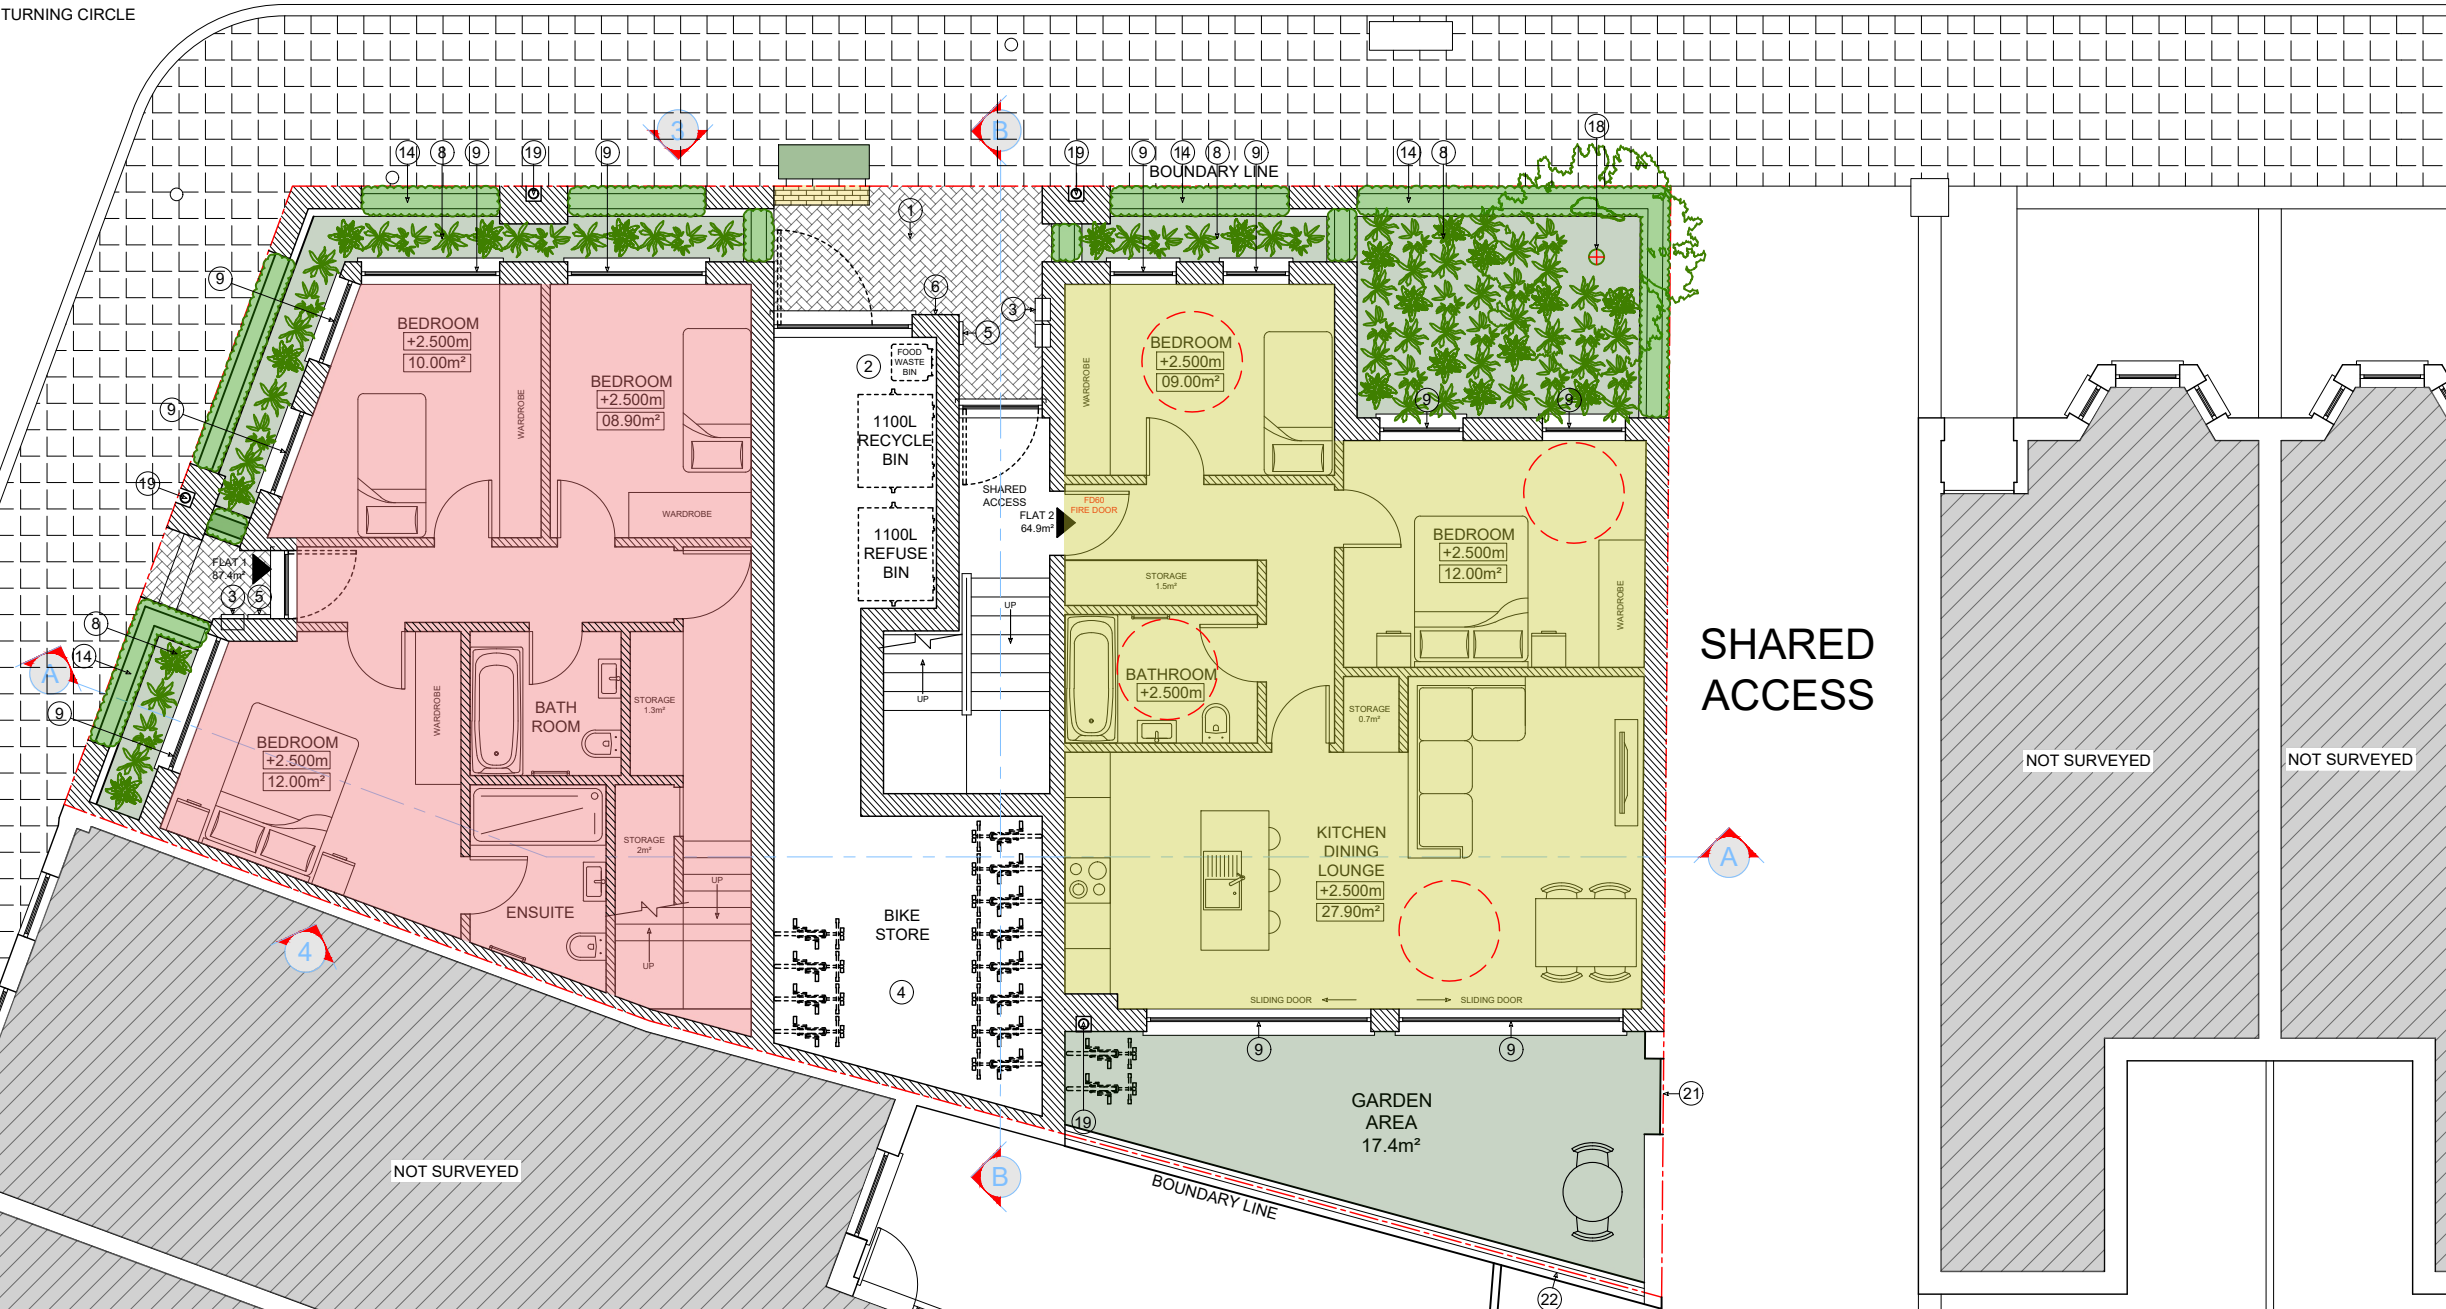 TURNING CIRCLE
3
B
18
14
8
9
19
9
19
9
14
8
9
14
8
BOUNDARY LINE
1
9
6
3
5
BEDROOM
+2.500m
10.00m²
WARDROBE
BEDROOM
+2.500m
08.90m²
WARDROBE
2
FOOD
WASTE
BIN
1100L
RECYCLE
BIN
1100L
REFUSE
BIN
WARDROBE
BEDROOM
+2.500m
09.00m²
9
9
9
19
SHARED
ACCESS
FLAT 2
64.9m²
FD60
FIRE DOOR
BEDROOM
+2.500m
12.00m²
WARDROBE
FLAT 1
87.4m²
3
5
8
14
A
9
STORAGE
1.5m²
UP
UP
BATHROOM
+2.500m
STORAGE
0.7m²
SHARED
ACCESS
BEDROOM
+2.500m
12.00m²
WARDROBE
BATH
ROOM
STORAGE
1.3m²
STORAGE
2m²
UP
UP
ENSUITE
4
BIKE
STORE
4
KITCHEN
DINING
LOUNGE
+2.500m
27.90m²
SLIDING DOOR
SLIDING DOOR
A
NOT SURVEYED
NOT SURVEYED
9
9
19
21
GARDEN
AREA
17.4m²
NOT SURVEYED
B
BOUNDARY LINE
22